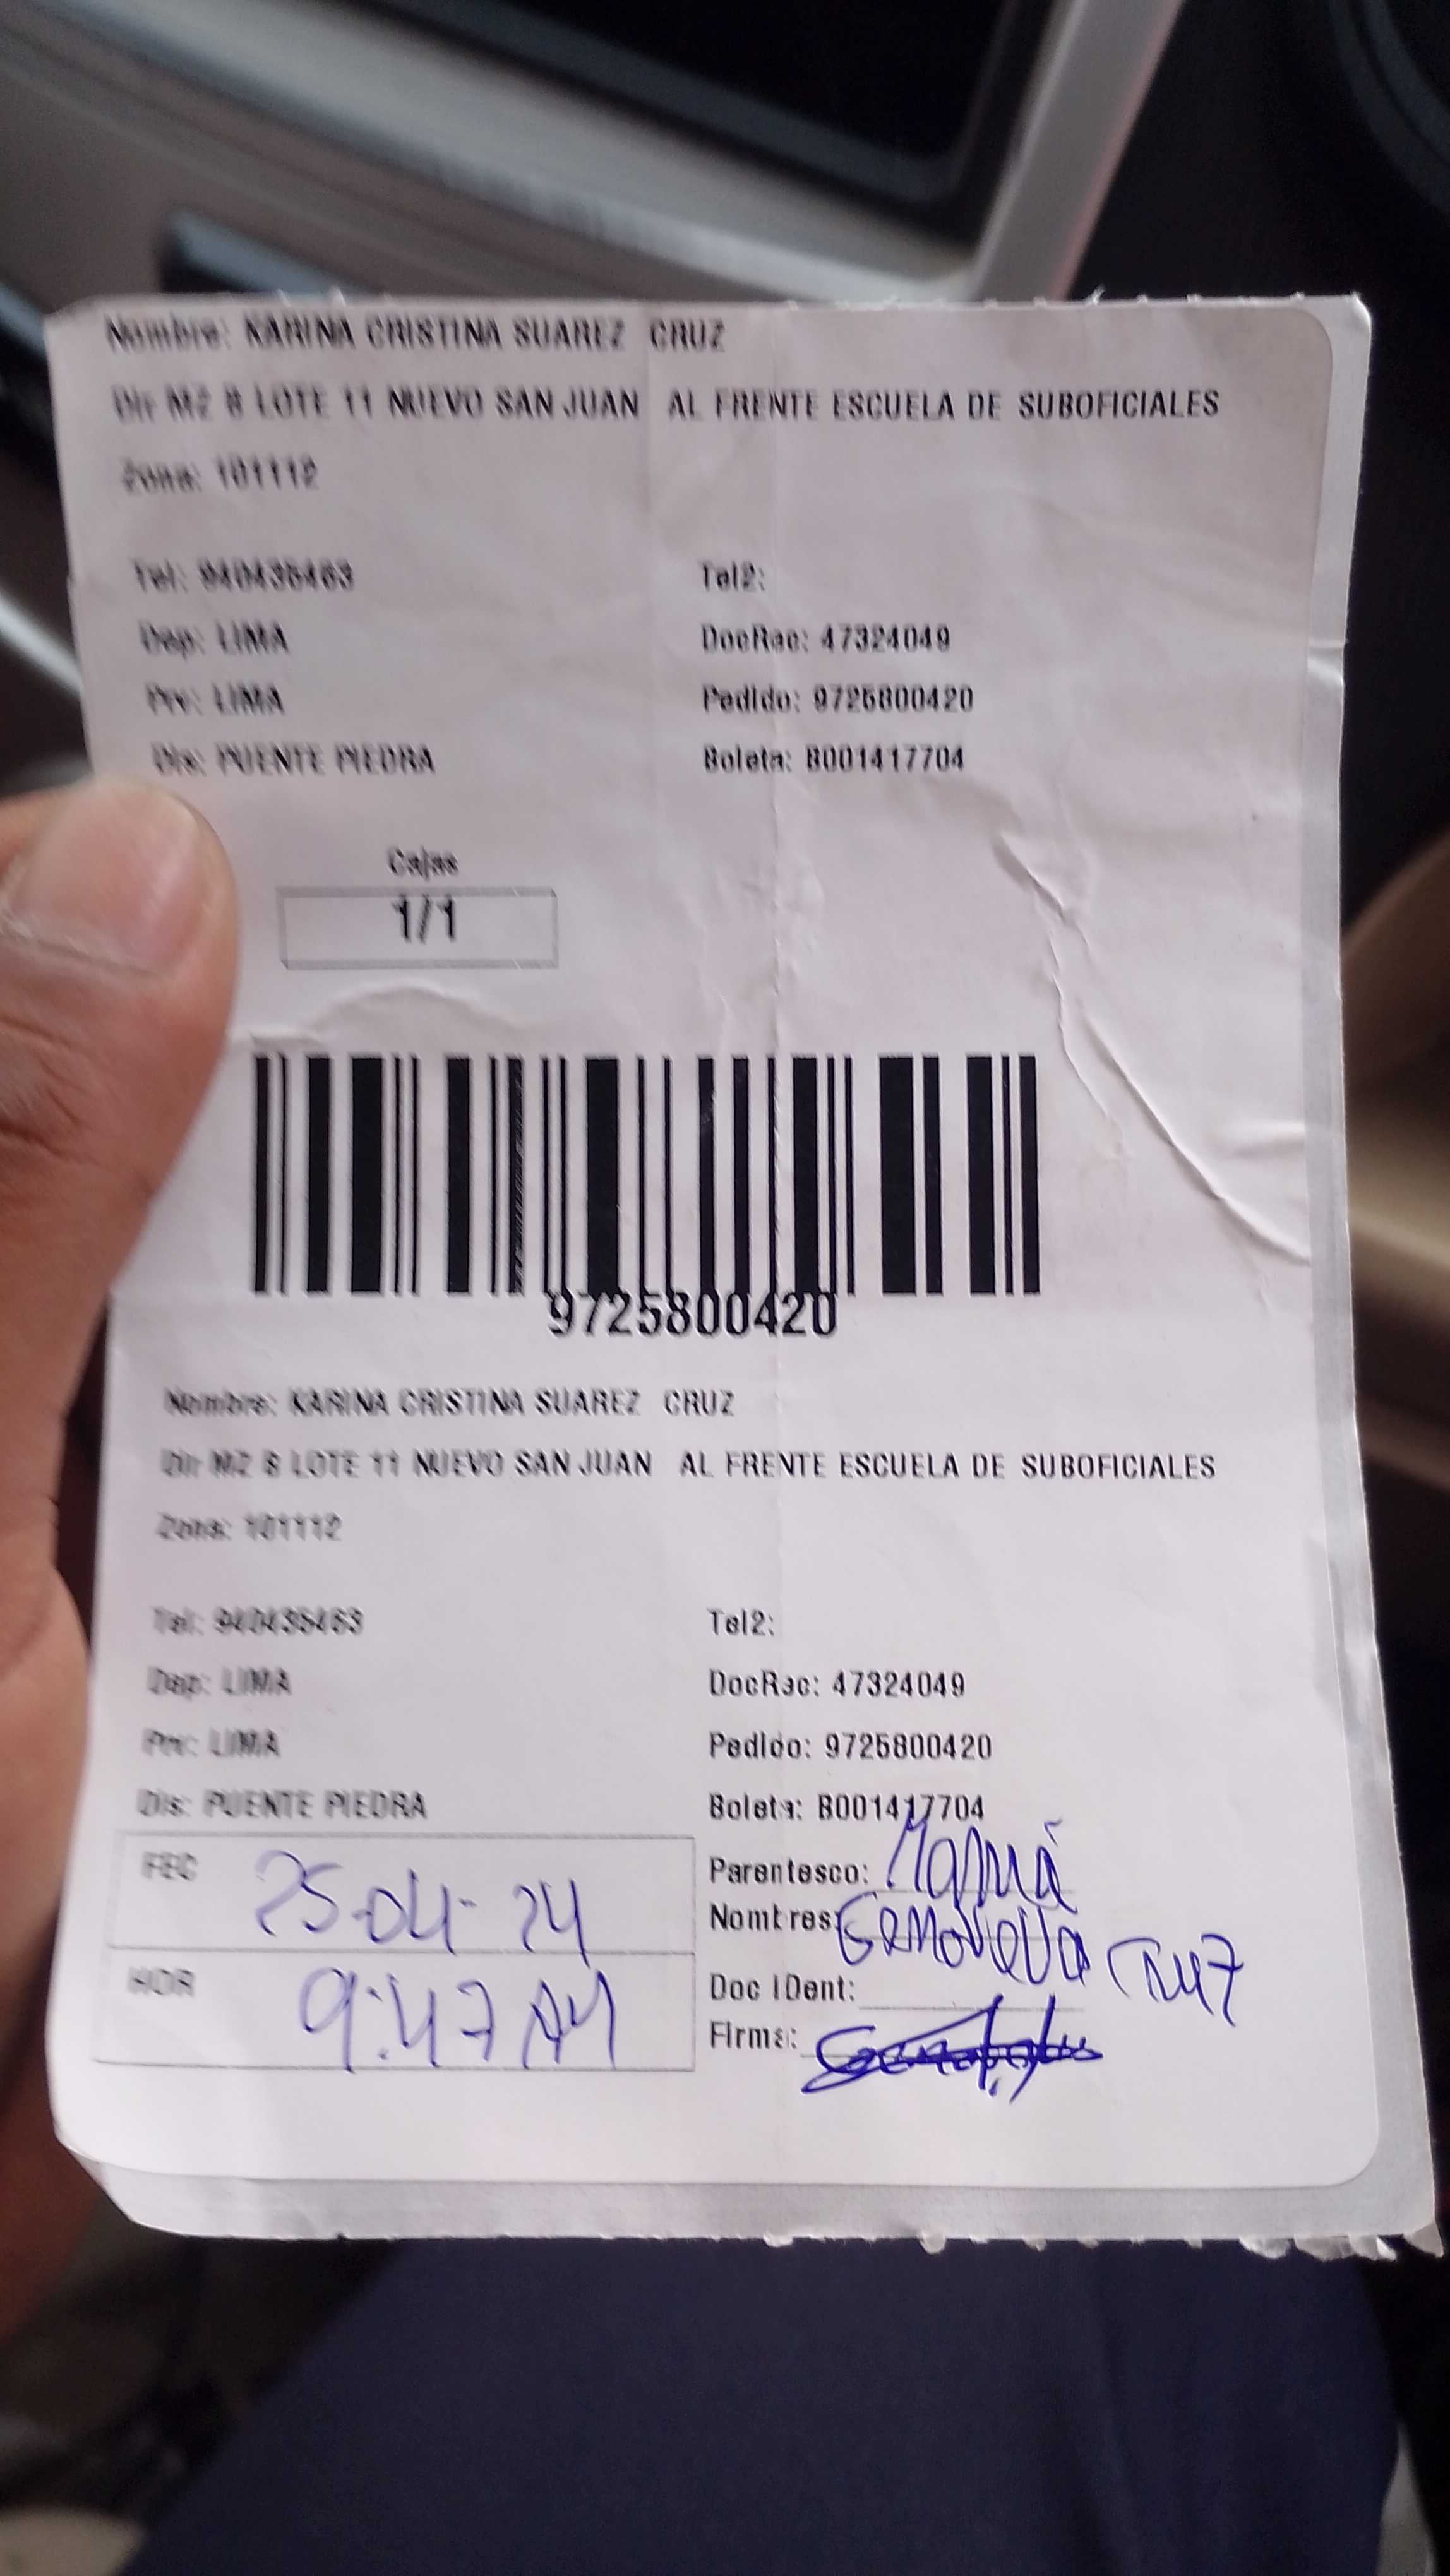 Nombre: KARINA CRISTINA SUAREZ CRUZ
Dir MZ B LOTE 11 NUEVO SAN JUAN AL FRENTE ESCUELA DE SUBOFICIALES
Zona: 101112
Tel: 940435463 Tel2:
Dep: LIMA DocRec: 47324049
Prv: LIMA Pedido: 9725800420
Dis: PUENTE PIEDRA Boleta: B001417704
Cajas
1/1
9725800420
Nombre: KARINA CRISTINA SUAREZ CRUZ
Dir MZ B LOTE 11 NUEVO SAN JUAN AL FRENTE ESCUELA DE SUBOFICIALES
Zona: 101112
Tel: 940435463 Tel2:
Dep: LIMA DocRec: 47324049
Prv: LIMA Pedido: 9725800420
Dis: PUENTE PIEDRA Boleta: B001417704
FEC 25-04-24 Parentesco: Mamá
Nombres: Genoveva Cruz
HOR 9:47 AM Doc IDent:
Firma: